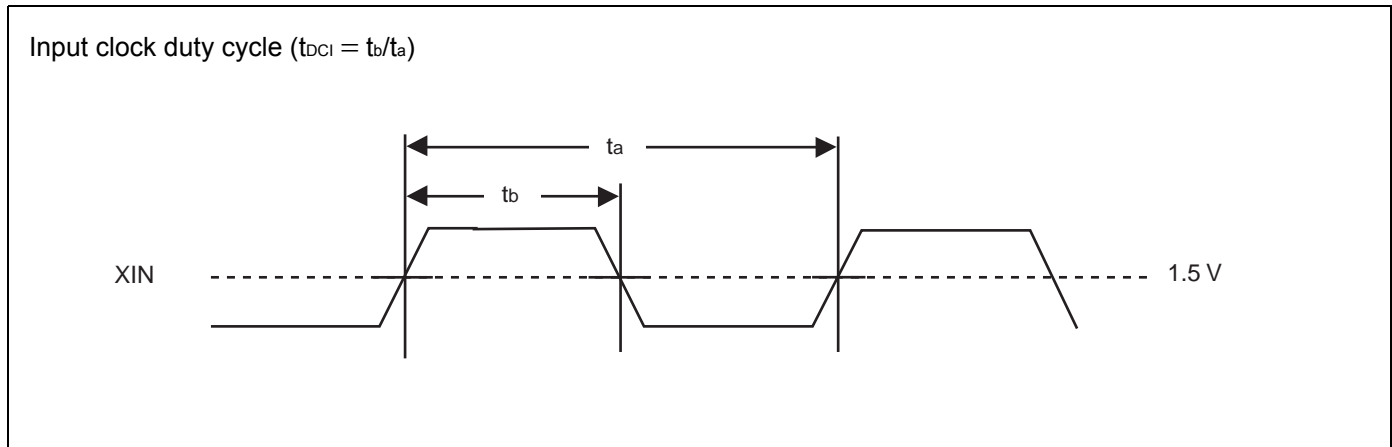 Input clock duty cycle (tDCI = tb/ta)
ta
tb
XIN
1.5 V